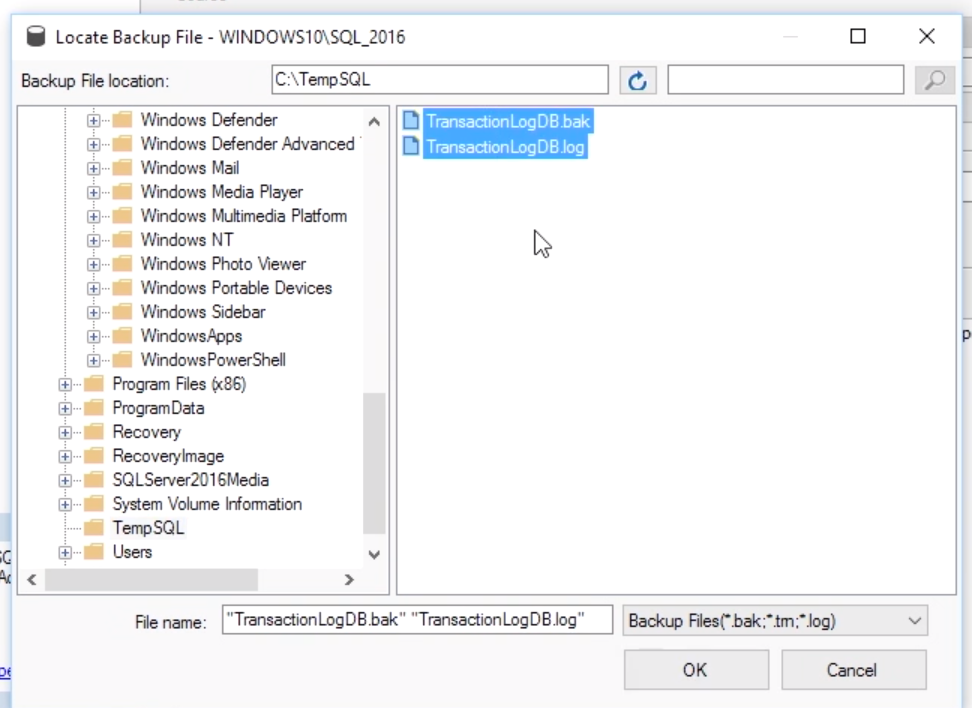 Locate Backup File - WINDOWS10\SQL_2016
Backup File location:
C:\TempSQL
Windows Defender
Windows Defender Advanced
Windows Mail
Windows Media Player
Windows Multimedia Platform
Windows NT
Windows Photo Viewer
Windows Portable Devices
Windows Sidebar
WindowsApps
WindowsPowerShell
Program Files (x86)
ProgramData
Recovery
RecoveryImage
SQLServer2016Media
System Volume Information
TempSQL
Users
TransactionLogDB.bak
TransactionLogDB.log
File name:
"TransactionLogDB.bak" "TransactionLogDB.log"
Backup Files(*.bak;*.trn;*.log)
OK
Cancel